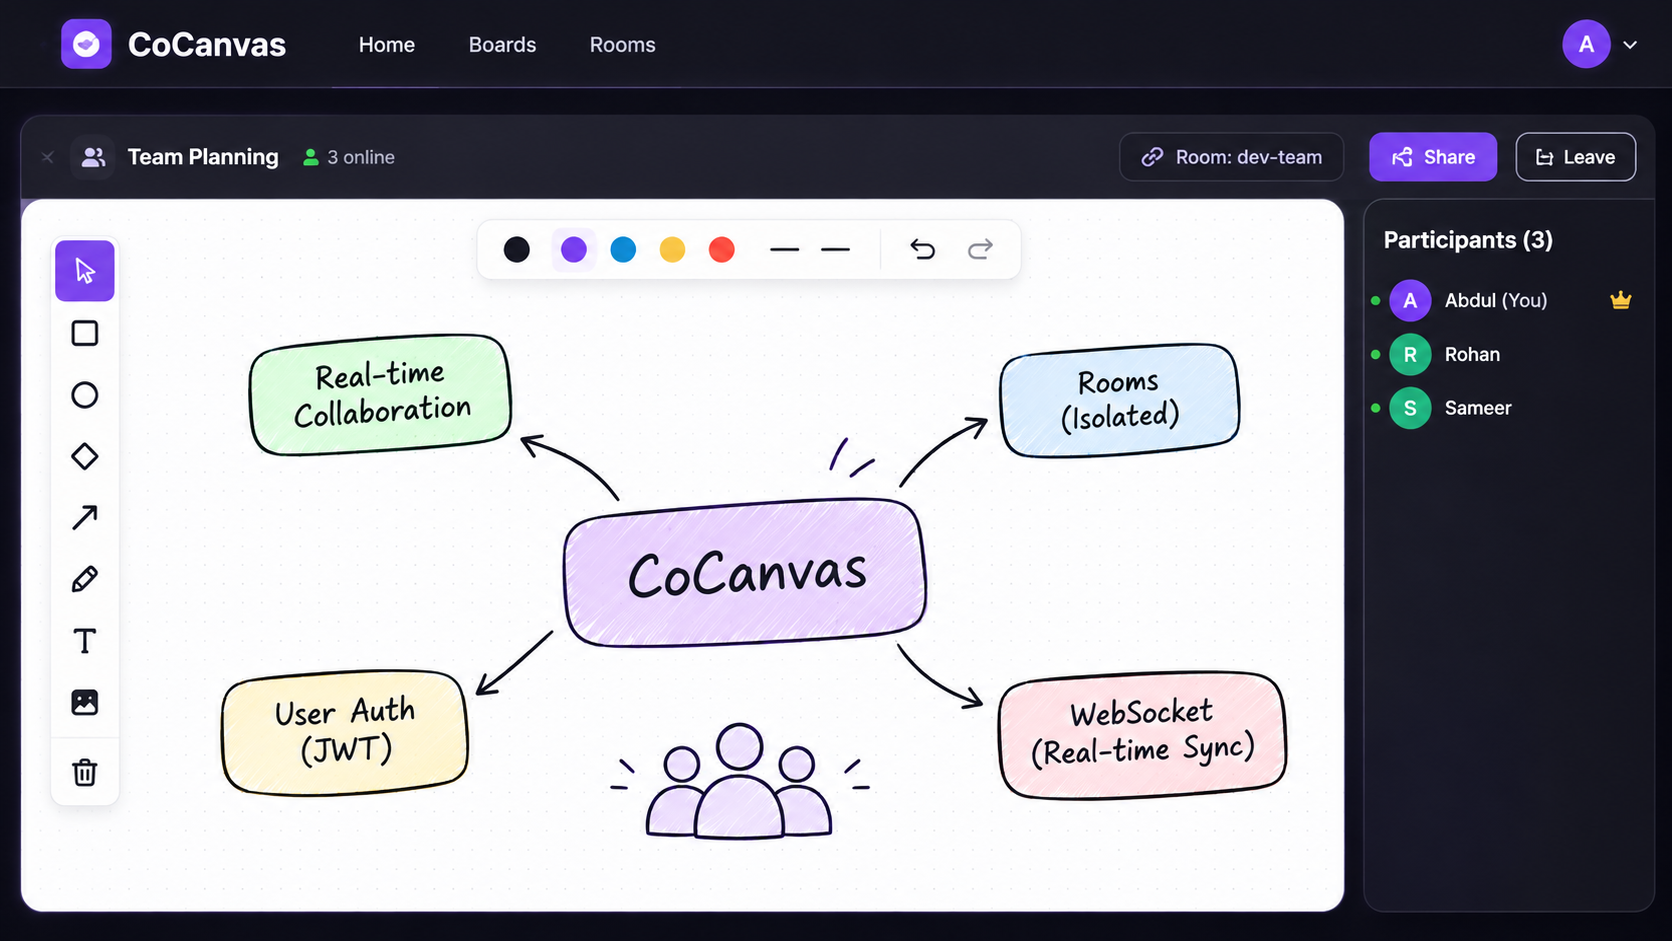 CoCanvas
Home
Boards
Rooms
A
Team Planning
3 online
Room: dev-team
Share
Leave
Participants (3)
A
Abdul (You)
R
Rohan
S
Sameer
T
Real-time
Collaboration
Rooms
(Isolated)
CoCanvas
User Auth
(JWT)
WebSocket
(Real-time Sync)